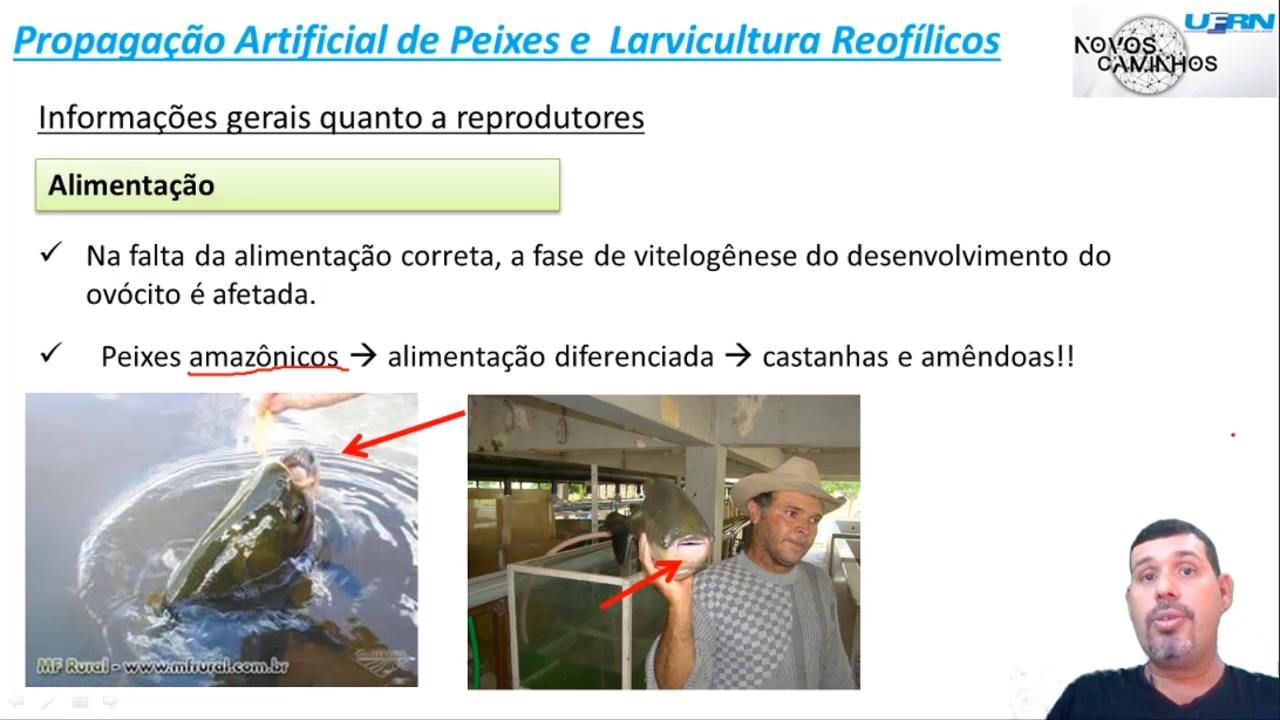 Propagação Artificial de Peixes e Larvicultura Reofílicos
UFRN
NOVOS
CAMINHOS
Informações gerais quanto a reprodutores
Alimentação
✓ Na falta da alimentação correta, a fase de vitelogênese do desenvolvimento do
ovócito é afetada.
✓ Peixes amazônicos → alimentação diferenciada → castanhas e amêndoas!!
MF Rural - www.mfrural.com.br